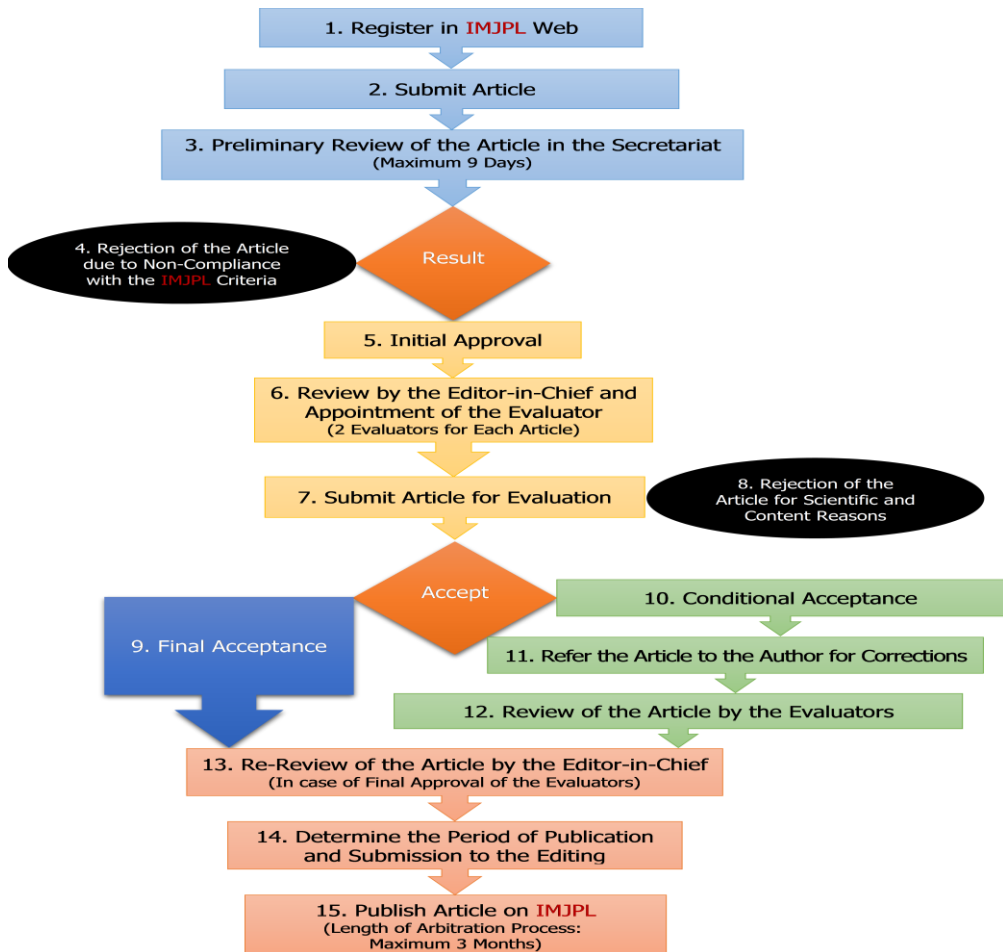 1. Register in IMJPL Web
2. Submit Article
3. Preliminary Review of the Article in the Secretariat
(Maximum 9 Days)
4. Rejection of the Article
due to Non-Compliance
with the IMJPL Criteria
Result
5. Initial Approval
6. Review by the Editor-in-Chief and
Appointment of the Evaluator
(2 Evaluators for Each Article)
7. Submit Article for Evaluation
8. Rejection of the
Article for Scientific and
Content Reasons
Accept
9. Final Acceptance
10. Conditional Acceptance
11. Refer the Article to the Author for Corrections
12. Review of the Article by the Evaluators
13. Re-Review of the Article by the Editor-in-Chief
(In case of Final Approval of the Evaluators)
14. Determine the Period of Publication
and Submission to the Editing
15. Publish Article on IMJPL
(Length of Arbitration Process:
Maximum 3 Months)